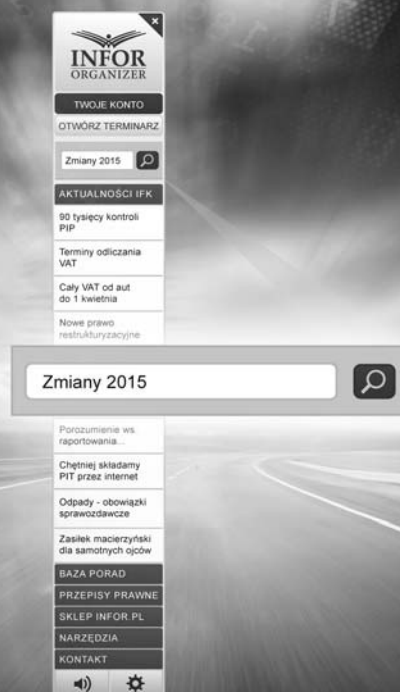 INFOR
ORGANIZER
TWOJE KONTO
OTWÓRZ TERMINARZ
Zmiany 2015
AKTUALNOŚCI IFK
90 tysięcy kontroli
PIP
Terminy odliczania
VAT
Cały VAT od aut
do 1 kwietnia
Nowe prawo
restrukturyzacyjne
Zmiany 2015
Porozumienie ws.
raportowania...
Chętniej składamy
PIT przez internet
Odpady - obowiązki
sprawozdawcze
Zasiłek macierzyński
dla samotnych ojców
BAZA PORAD
PRZEPISY PRAWNE
SKLEP INFOR.PL
NARZĘDZIA
KONTAKT